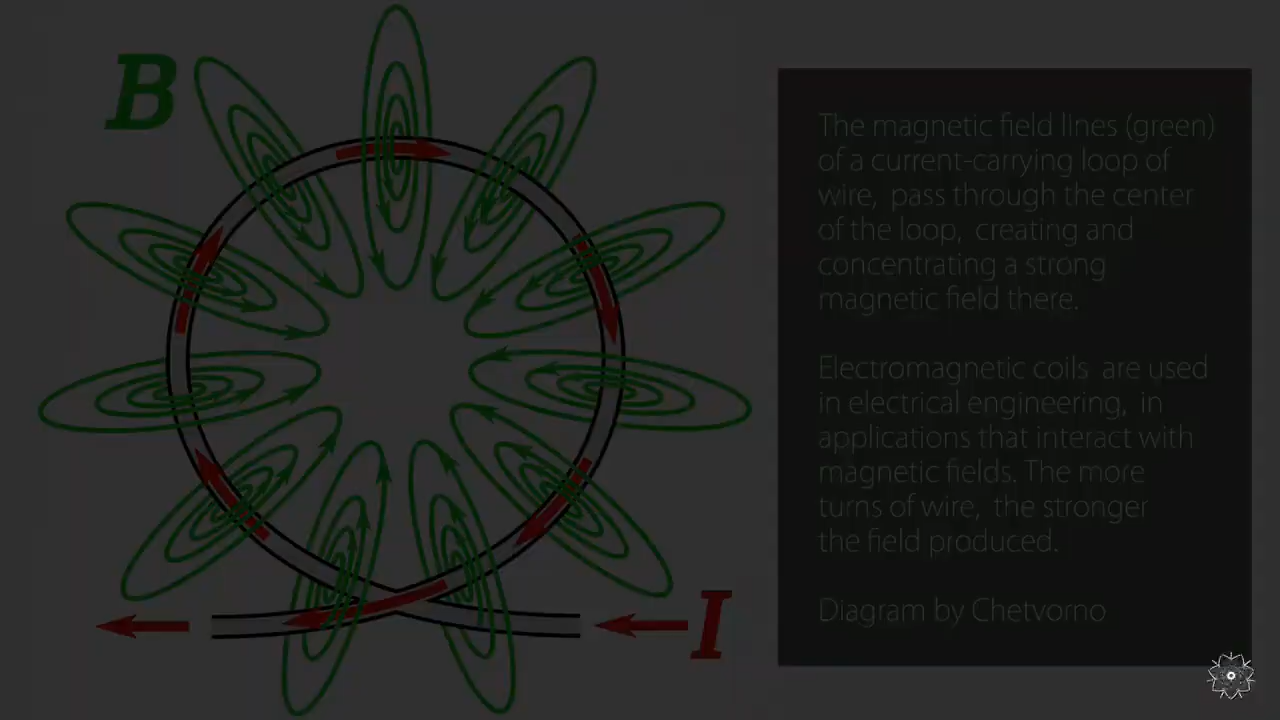 B
The magnetic field lines (green)
of a current-carrying loop of
wire, pass through the center
of the loop, creating and
concentrating a strong
magnetic field there.
Electromagnetic coils are used
in electrical engineering, in
applications that interact with
magnetic fields. The more
turns of wire, the stronger
the field produced.
Diagram by Chetvorno
I